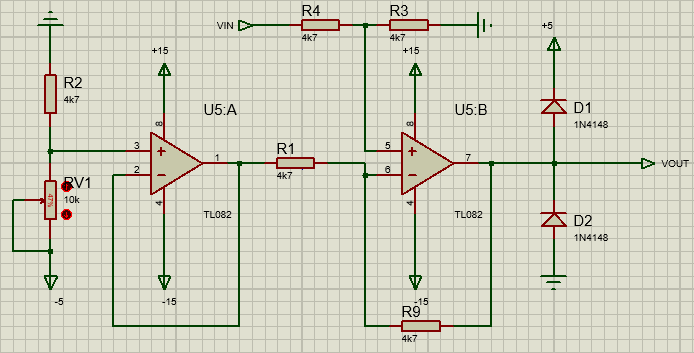 VIN
R4
4k7
R3
4k7
+5
+15
+15
R2
4k7
U5:A
U5:B
D1
1N4148
8
8
3
2
1
4
TL082
R1
4k7
5
6
7
4
TL082
VOUT
RV1
47%
10k
D2
1N4148
-5
-15
-15
R9
4k7